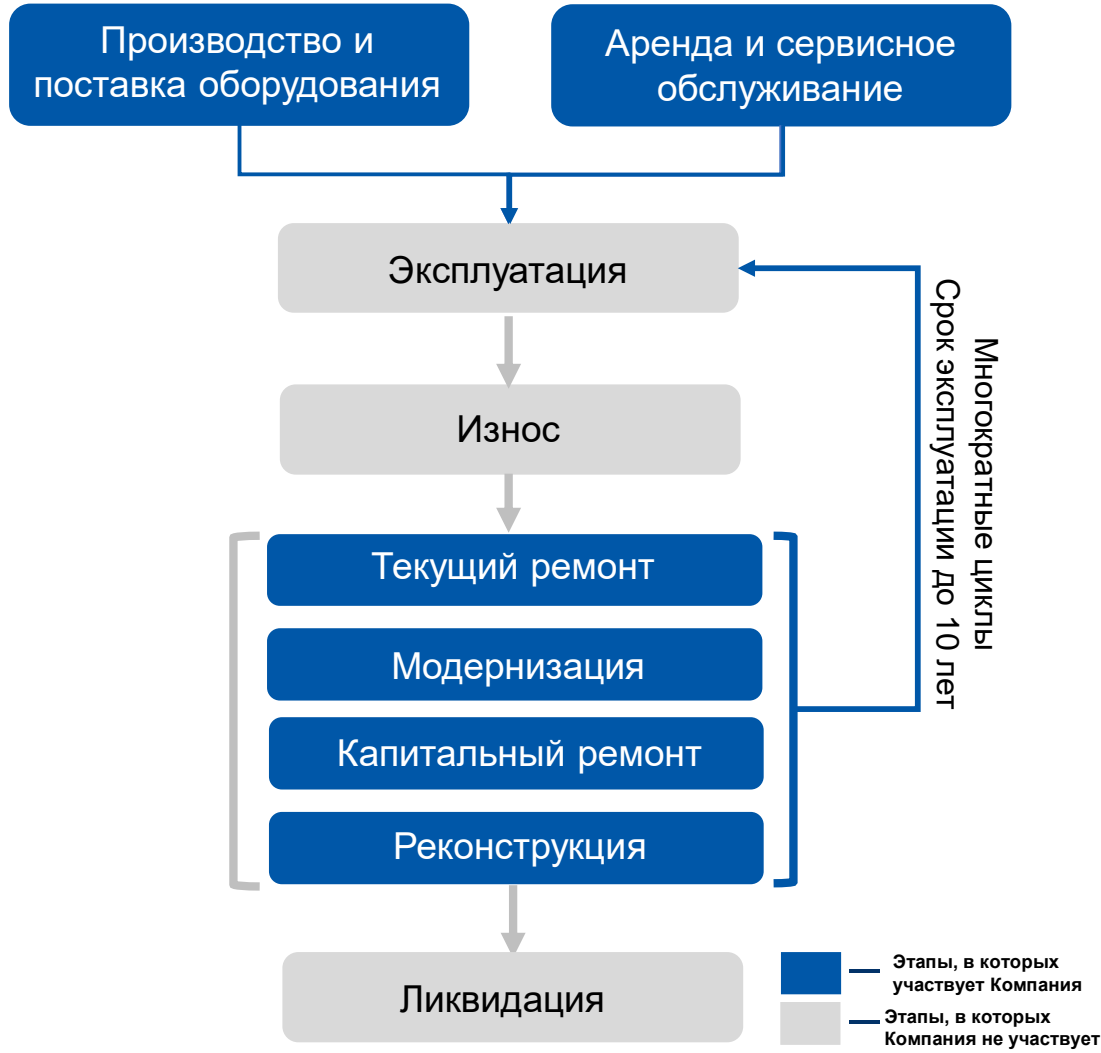 Производство и
поставка оборудования
Аренда и сервисное
обслуживание
Эксплуатация
Износ
Многократные циклы
Срок эксплуатации до 10 лет
Текущий ремонт
Модернизация
Капитальный ремонт
Реконструкция
Ликвидация
Этапы, в которых
участвует Компания
Этапы, в которых
Компания не участвует